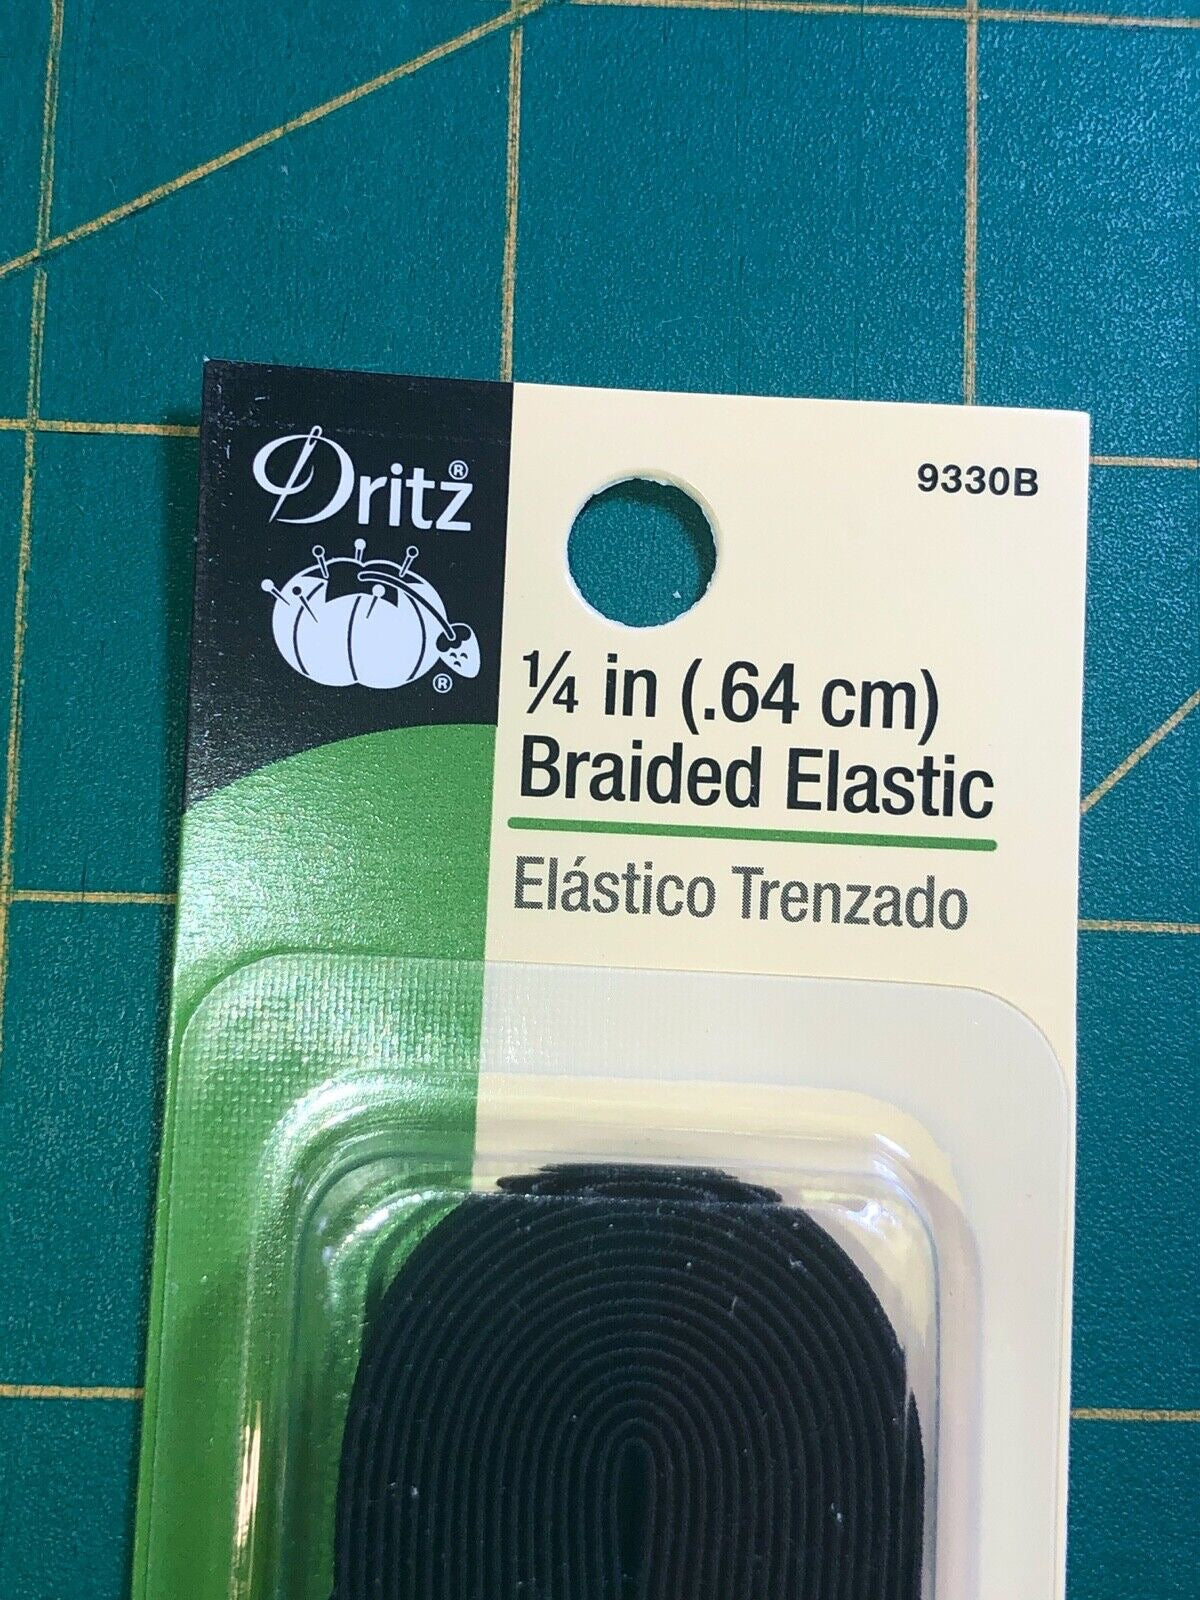 Dritz®
®
9330B
¼ in (.64 cm)
Braided Elastic
Elástico Trenzado